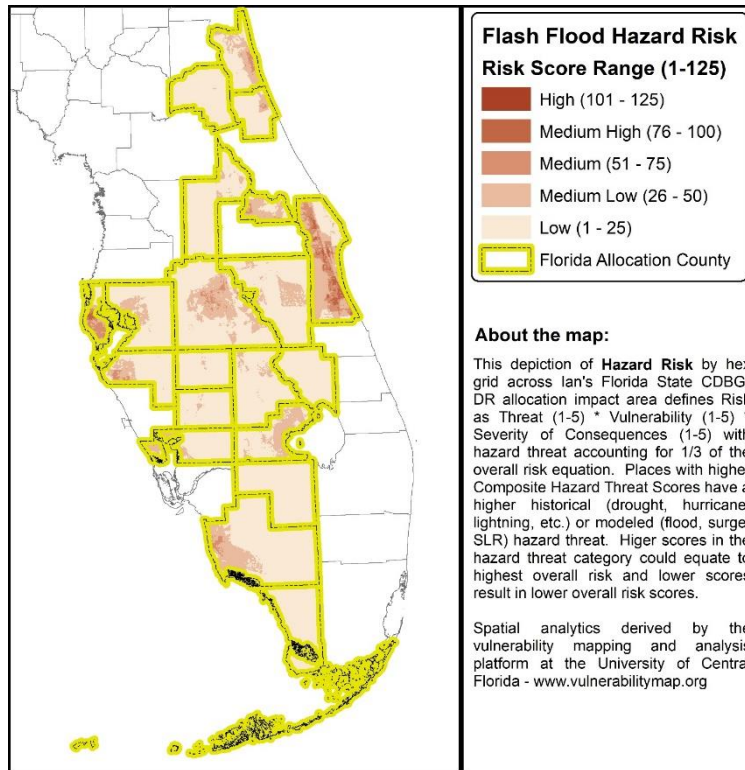 Flash Flood Hazard Risk
Risk Score Range (1-125)
High (101 - 125)
Medium High (76 - 100)
Medium (51 - 75)
Medium Low (26 - 50)
Low (1 - 25)
Florida Allocation County
About the map:
This depiction of Hazard Risk by hex
grid across Ian's Florida State CDBG
DR allocation impact area defines Risk
as Threat (1-5) * Vulnerability (1-5) *
Severity of Consequences (1-5) with
hazard threat accounting for 1/3 of the
overall risk equation. Places with higher
Composite Hazard Threat Scores have a
higher historical (drought, hurricane,
lightning, etc.) or modeled (flood, surge,
SLR) hazard threat. Higer scores in the
hazard threat category could equate to
highest overall risk and lower scores
result in lower overall risk scores.
Spatial analytics derived by the
vulnerability mapping and analysis
platform at the University of Central
Florida - www.vulnerabilitymap.org